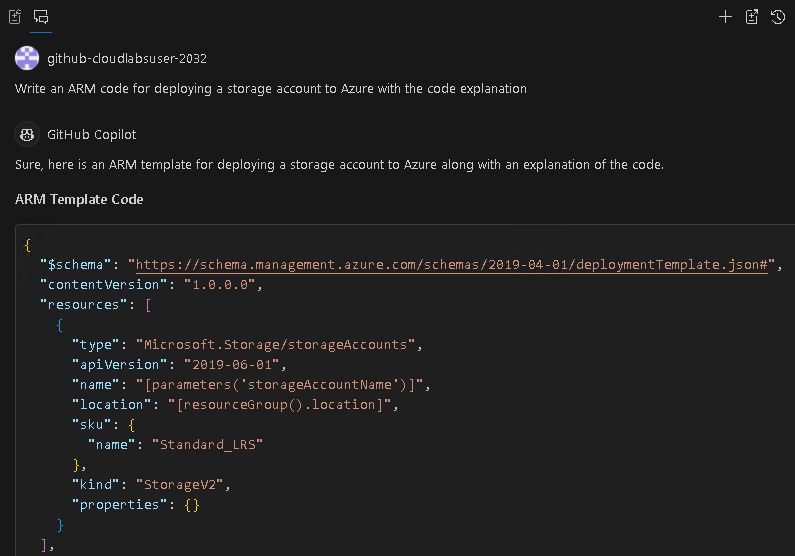 github-cloudlabsuser-2032
Write an ARM code for deploying a storage account to Azure with the code explanation
GitHub Copilot
Sure, here is an ARM template for deploying a storage account to Azure along with an explanation of the code.
ARM Template Code
{
  "$schema": "https://schema.management.azure.com/schemas/2019-04-01/deploymentTemplate.json#",
  "contentVersion": "1.0.0.0",
  "resources": [
    {
      "type": "Microsoft.Storage/storageAccounts",
      "apiVersion": "2019-06-01",
      "name": "[parameters('storageAccountName')]",
      "location": "[resourceGroup().location]",
      "sku": {
        "name": "Standard_LRS"
      },
      "kind": "StorageV2",
      "properties": {}
    }
  ],